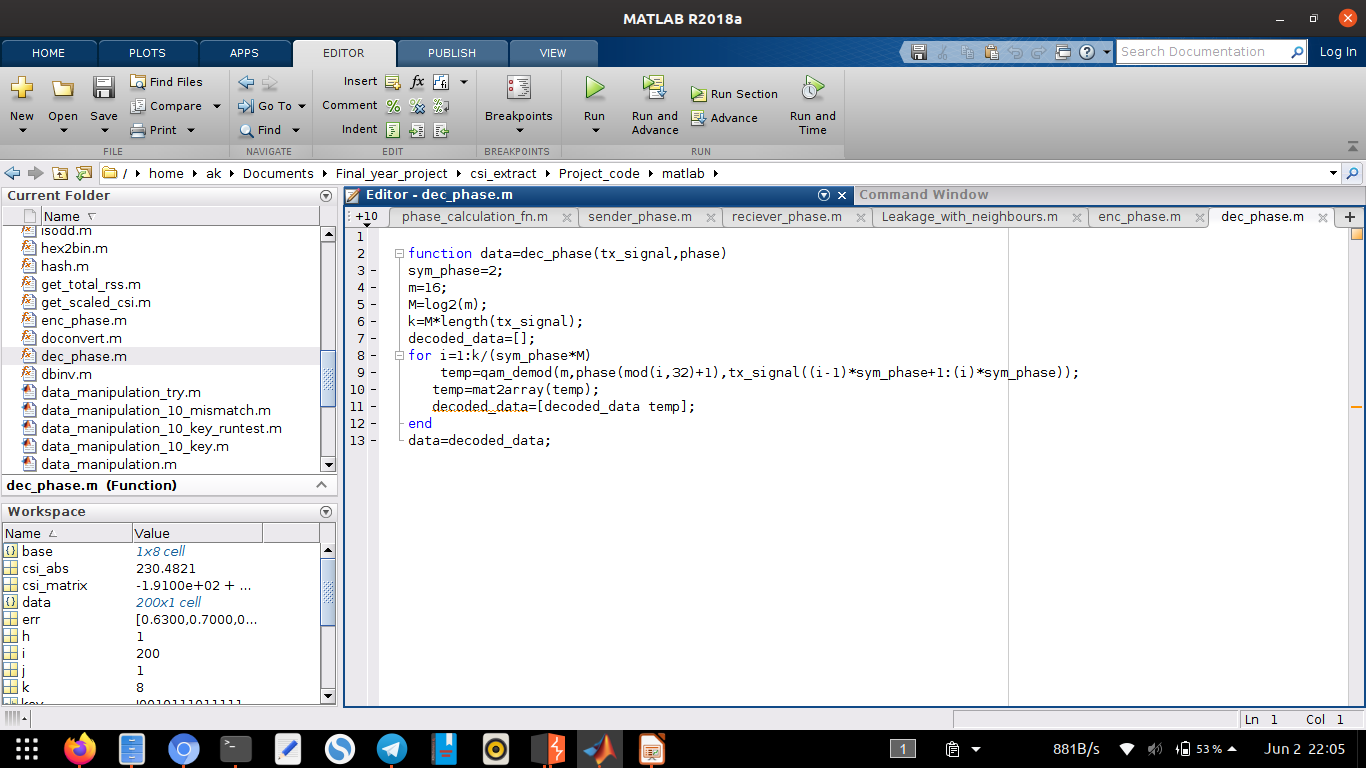 MATLAB R2018a
HOME PLOTS APPS EDITOR PUBLISH VIEW
Search Documentation Log In
New Open Save
Find Files
Compare
Print
FILE
Go To
Find
NAVIGATE
Insert fx
Comment
Indent
EDIT
Breakpoints
BREAKPOINTS
Run
Run and Advance
Run Section
Advance
Run and Time
RUN
/ home ak Documents Final_year_project csi_extract Project_code matlab
Current Folder
Name
isodd.m
hex2bin.m
hash.m
get_total_rss.m
get_scaled_csi.m
enc_phase.m
doconvert.m
dec_phase.m
dbinv.m
data_manipulation_try.m
data_manipulation_10_mismatch.m
data_manipulation_10_key_runtest.m
data_manipulation_10_key.m
data_manipulation.m
dec_phase.m (Function)
Workspace
Name Value
base 1x8 cell
csi_abs 230.4821
csi_matrix -1.9100e+02 + ...
data 200x1 cell
err [0.6300,0.7000,0...
h 1
i 200
j 1
k 8
Editor - dec_phase.m
Command Window
+10 phase_calculation_fn.m sender_phase.m reciever_phase.m Leakage_with_neighbours.m enc_phase.m dec_phase.m +
1
2 function data=dec_phase(tx_signal,phase)
3 - sym_phase=2;
4 - m=16;
5 - M=log2(m);
6 - k=M*length(tx_signal);
7 - decoded_data=[];
8 - for i=1:k/(sym_phase*M)
9 - temp=qam_demod(m,phase(mod(i,32)+1),tx_signal((i-1)*sym_phase+1:(i)*sym_phase));
10 - temp=mat2array(temp);
11 - decoded_data=[decoded_data temp];
12 - end
13 - data=decoded_data;
Ln 1 Col 1
1 881B/s 53 % Jun 2 22:05